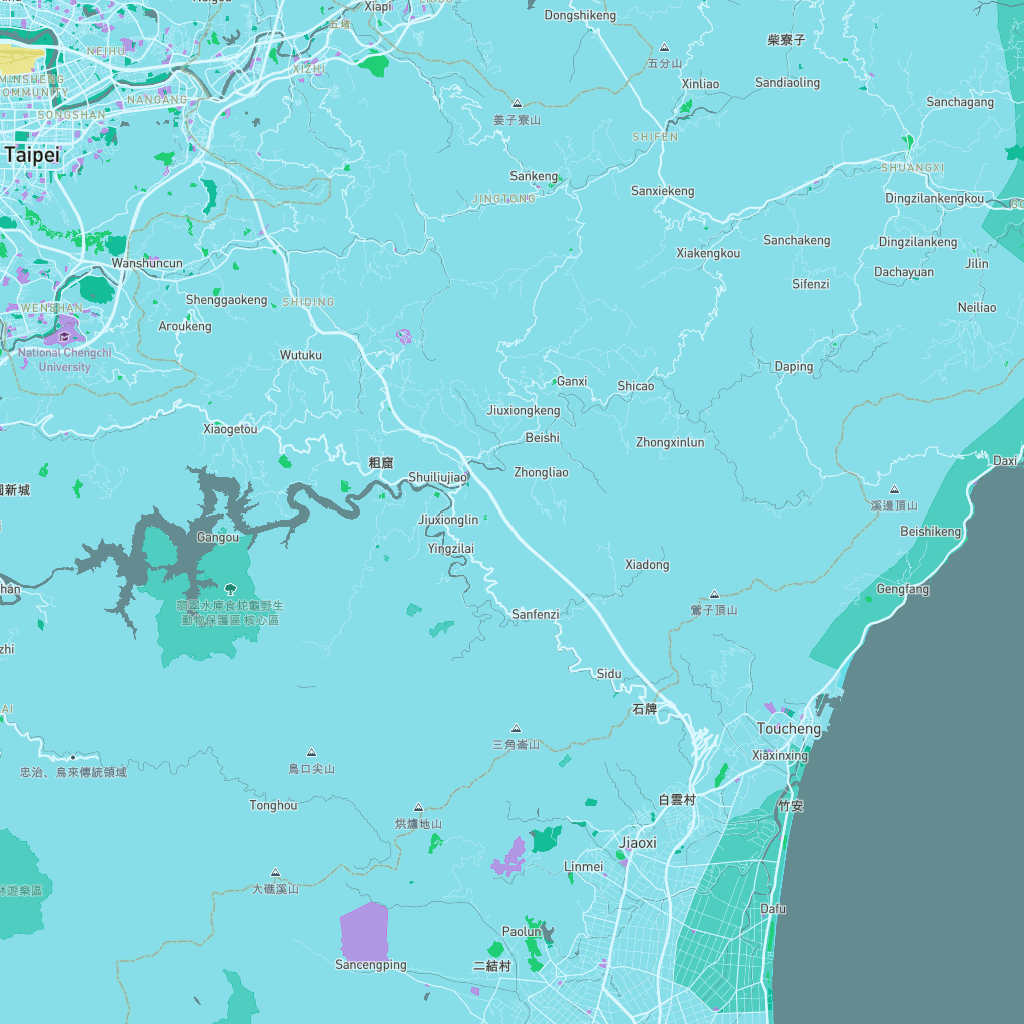 Xiapi
Dongshikeng
五堵
柴寮子
NEIHU
五分山
XIZHI
Xinliao
Sandiaoling
MINSHENG
COMMUNITY
NANGANG
Sanchagang
SONGSHAN
姜子寮山
SHIFEN
Taipei
SHUANGXI
Sankeng
Sanxiekeng
JINGTONG
Dingzilankengkou
Sanchakeng
Dingzilankeng
Xiakengkou
Wanshuncun
Jilin
Dachayuan
Sifenzi
Shenggaokeng
SHIDING
WENSHAN
Neiliao
Aroukeng
National Chengchi
University
Wutuku
Daping
Ganxi
Shicao
Jiuxiongkeng
Xiaogetou
Beishi
Zhongxinlun
粗窟
Daxi
Zhongliao
Shuiliujiao
新城
溪邊頂山
Jiuxionglin
Beishikeng
Gangou
Yingzilai
Xiadong
Gengfang
翡翠水庫食蛇龜野生
動物保護區 核心區
鶯子頂山
Sanfenzi
Sidu
石牌
Toucheng
三角崙山
Xiaxinxing
鳥口尖山
忠治、烏來傳統領域
白雲村
竹安
Tonghou
烘爐地山
Jiaoxi
Linmei
大礁溪山
遊樂區
Dafu
Paolun
Sancengping
二結村